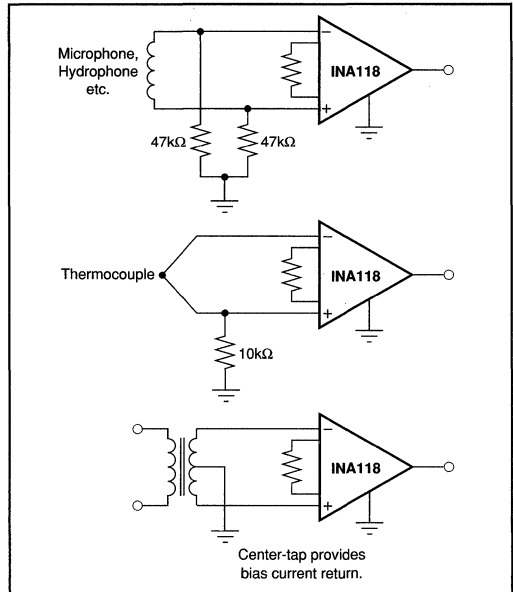 Microphone,
Hydrophone
etc.
−
INA118
+
47kΩ
47kΩ
−
Thermocouple
INA118
+
10kΩ
−
INA118
+
Center-tap provides
bias current return.